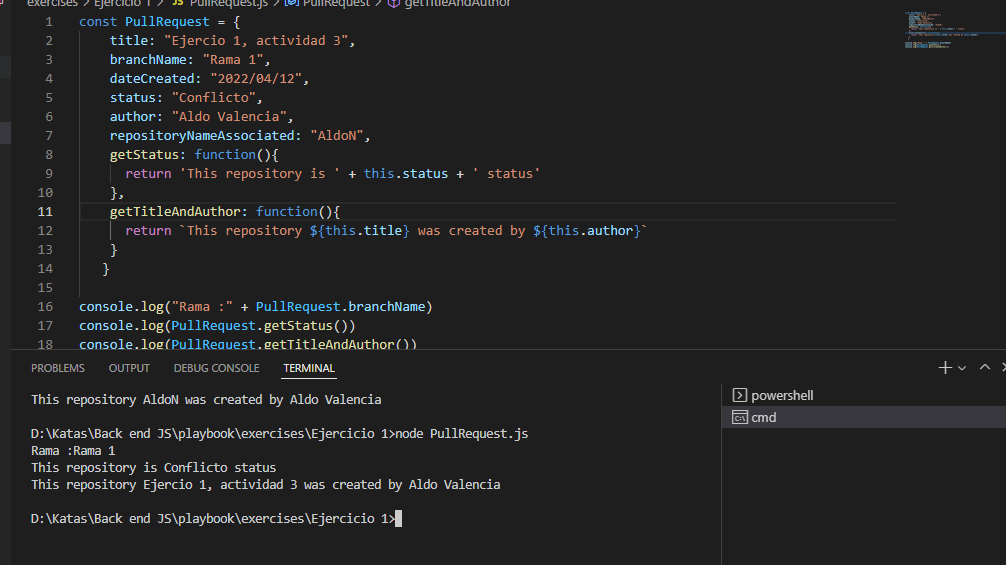 exercises > Ejercicio 1 > JS PullRequest.js > PullRequest > getTitleAndAuthor
1 const PullRequest = {
2 title: "Ejercio 1, actividad 3",
3 branchName: "Rama 1",
4 dateCreated: "2022/04/12",
5 status: "Conflicto",
6 author: "Aldo Valencia",
7 repositoryNameAssociated: "AldoN",
8 getStatus: function(){
9 return 'This repository is ' + this.status + ' status'
10 },
11 getTitleAndAuthor: function(){
12 return `This repository ${this.title} was created by ${this.author}`
13 }
14 }
15
16 console.log("Rama :" + PullRequest.branchName)
17 console.log(PullRequest.getStatus())
18 console.log(PullRequest.getTitleAndAuthor())
PROBLEMS OUTPUT DEBUG CONSOLE TERMINAL
This repository AldoN was created by Aldo Valencia
D:\Katas\Back end JS\playbook\exercises\Ejercicio 1>node PullRequest.js
Rama :Rama 1
This repository is Conflicto status
This repository Ejercio 1, actividad 3 was created by Aldo Valencia
D:\Katas\Back end JS\playbook\exercises\Ejercicio 1>
powershell
cmd